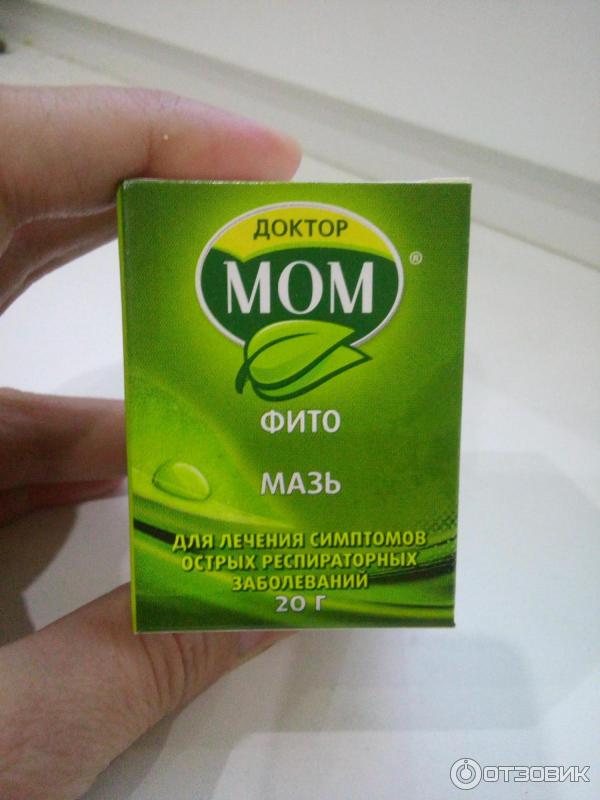 ДОКТОР
МОМ ®
ФИТО
МАЗЬ
ДЛЯ ЛЕЧЕНИЯ СИМПТОМОВ
ОСТРЫХ РЕСПИРАТОРНЫХ
ЗАБОЛЕВАНИЙ
20 Г
ОТЗОВИК